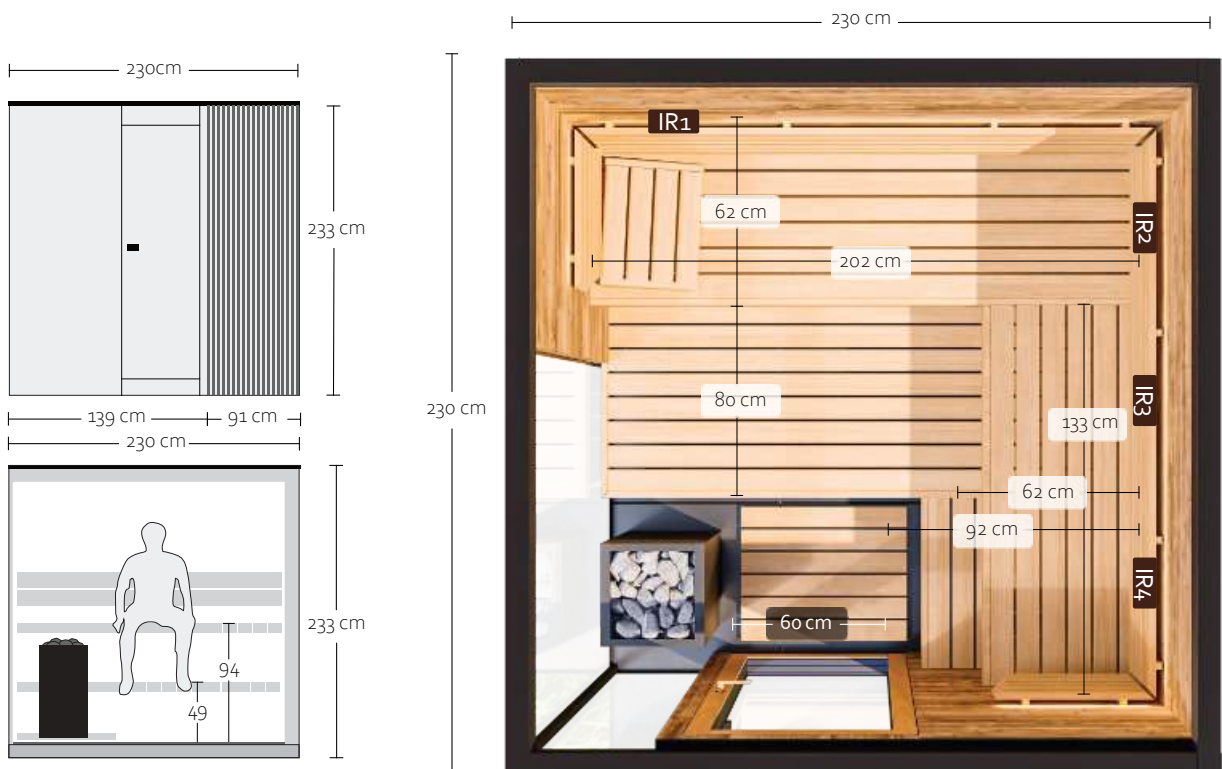 230cm
233 cm
139 cm
91 cm
230 cm
233 cm
94
49
230 cm
230 cm
IR1
62 cm
IR2
202 cm
80 cm
IR3
133 cm
62 cm
92 cm
IR4
60 cm